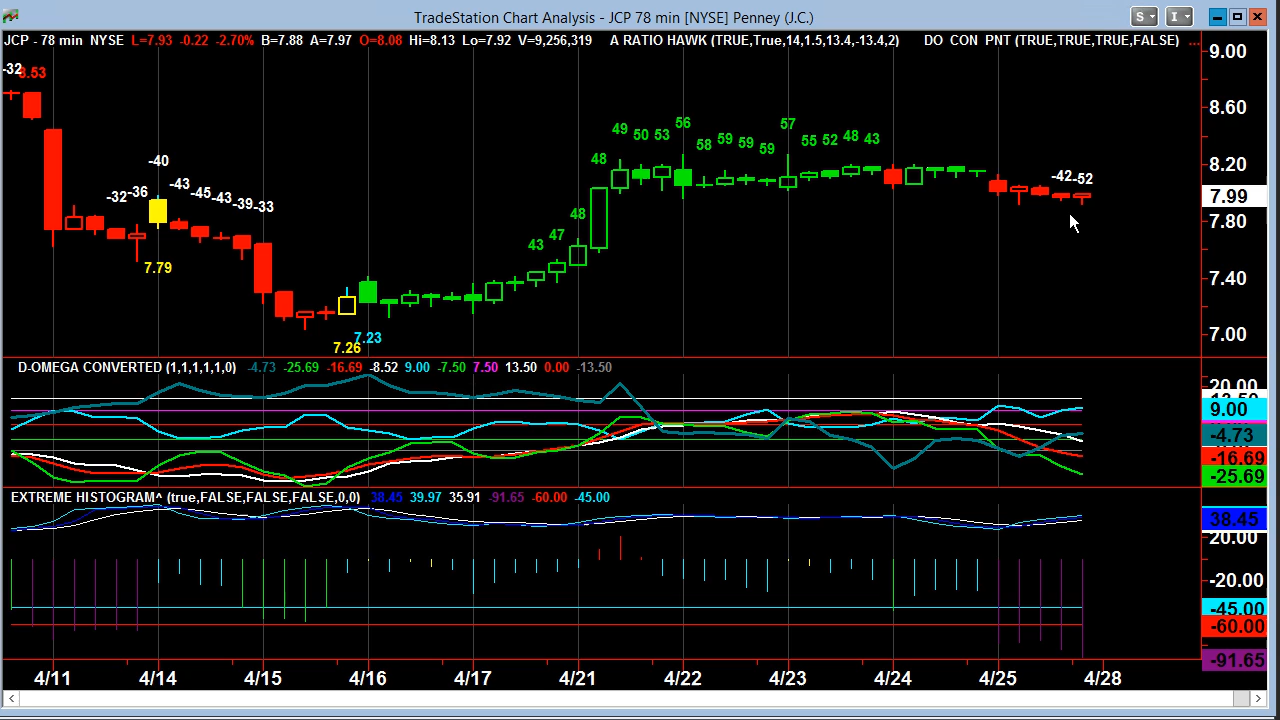 TradeStation Chart Analysis - JCP 78 min [NYSE] Penney (J.C.)
S I
JCP - 78 min NYSE L=7.93 -0.22 -2.70% B=7.88 A=7.97 O=8.08 Hi=8.13 Lo=7.92 V=9,256,319 A RATIO HAWK (TRUE,True,14,1.5,13.4,-13.4,2) DO CON PNT (TRUE,TRUE,TRUE,FALSE) ...
9.00
-32
8.60
56 57
49 50 53 58 59 59 59 55 52 48 43
-40 48 8.20
-43 -42 -52
-32 -36 -45 -43 -39 -33 7.99
48 7.80
43 47
7.79 7.40
7.23 7.00
7.26
D-OMEGA CONVERTED (1,1,1,1,1,0) -4.73 -25.69 -16.69 -8.52 9.00 -7.50 7.50 13.50 0.00 -13.50
20.00
9.00
-4.73
-16.69
-25.69
EXTREME HISTOGRAM^ (true,FALSE,FALSE,FALSE,0,0) 38.45 39.97 35.91 -91.65 -60.00 -45.00
38.45
20.00
-20.00
-45.00
-60.00
-91.65
4/11 4/14 4/15 4/16 4/17 4/21 4/22 4/23 4/24 4/25 4/28